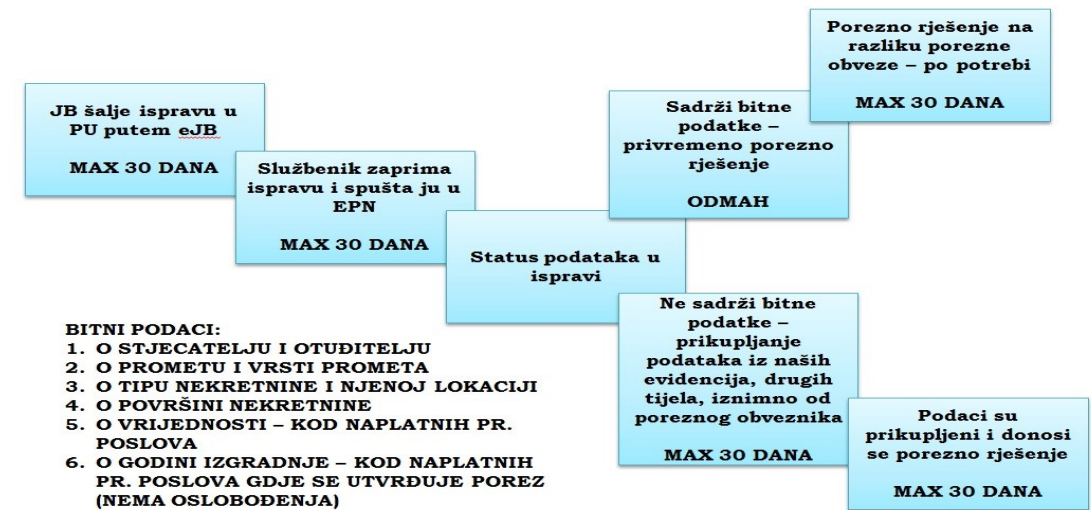 JB šalje ispravu u
PU putem eJB
MAX 30 DANA
Službenik zaprima
ispravu i spušta ju u
EPN
MAX 30 DANA
Status podataka u
ispravi
Sadrži bitne
podatke –
privremeno porezno
rješenje
ODMAH
Porezno rješenje na
razliku porezne
obveze – po potrebi
MAX 30 DANA
Ne sadrži bitne
podatke –
prikupljanje
podataka iz naših
evidencija, drugih
tijela, iznimno od
poreznog obveznika
MAX 30 DANA
Podaci su
prikupljeni i donosi
se porezno rješenje
MAX 30 DANA
BITNI PODACI:
1. O STJECATELJU I OTUĐITELJU
2. O PROMETU I VRSTI PROMETA
3. O TIPU NEKRETNINE I NJENOJ LOKACIJI
4. O POVRŠINI NEKRETNINE
5. O VRIJEDNOSTI – KOD NAPLATNIH PR.
POSLOVA
6. O GODINI IZGRADNJE – KOD NAPLATNIH
PR. POSLOVA GDJE SE UTVRĐUJE POREZ
(NEMA OSLOBOĐENJA)